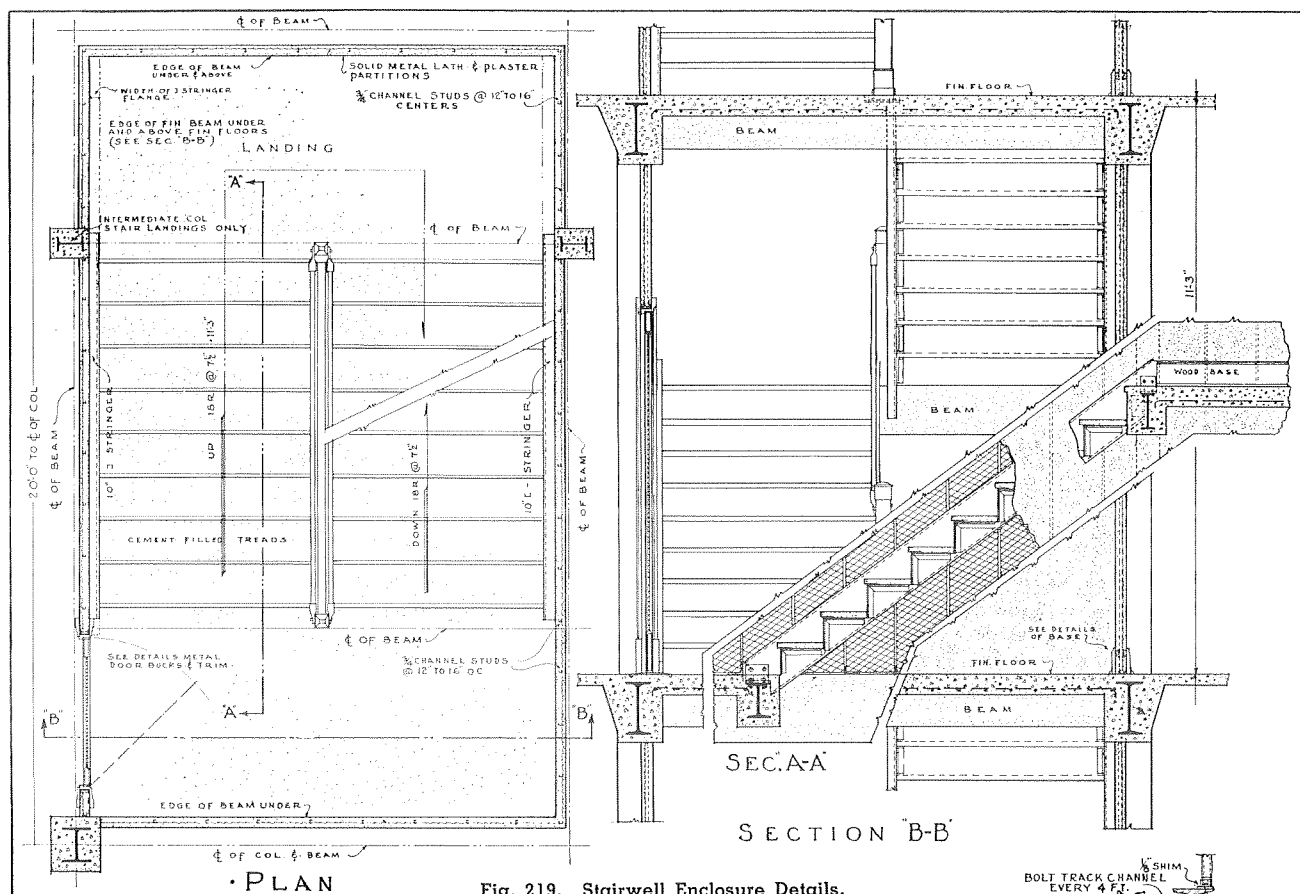 ℄ OF BEAM
EDGE OF BEAM
UNDER & ABOVE
SOLID METAL LATH & PLASTER
PARTITIONS
WIDTH OF ] STRINGER
FLANGE
¾ CHANNEL STUDS @ 12" TO 16"
CENTERS
EDGE OF FIN BEAM UNDER
AND ABOVE FIN FLOORS
(SEE SEC. "B-B")
LANDING
"A"
INTERMEDIATE COL
STAIR LANDINGS ONLY
℄ OF BEAM
20'-0" TO ℄ OF COL
℄ OF BEAM
10" ] STRINGER
UP 18R @ 7½" = 11'-3"
DOWN 18R @ 7½"
10" [ - STRINGER
℄ OF BEAM
CEMENT FILLED TREADS
℄ OF BEAM
SEE DETAILS METAL
DOOR BUCKS & TRIM
¾ CHANNEL STUDS
@ 12" TO 16" OC
"A"
"B"
"B"
EDGE OF BEAM UNDER
℄ OF COL. & BEAM
• PLAN
FIN. FLOOR
BEAM
11'-3"
WOOD BASE
BEAM
SEE DETAILS
OF BASE
FIN. FLOOR
BEAM
SEC. "A-A"
SECTION "B-B"
⅛ SHIM
BOLT TRACK CHANNEL
EVERY 4 FT.
Fig. 219. Stairwell Enclosure Details.